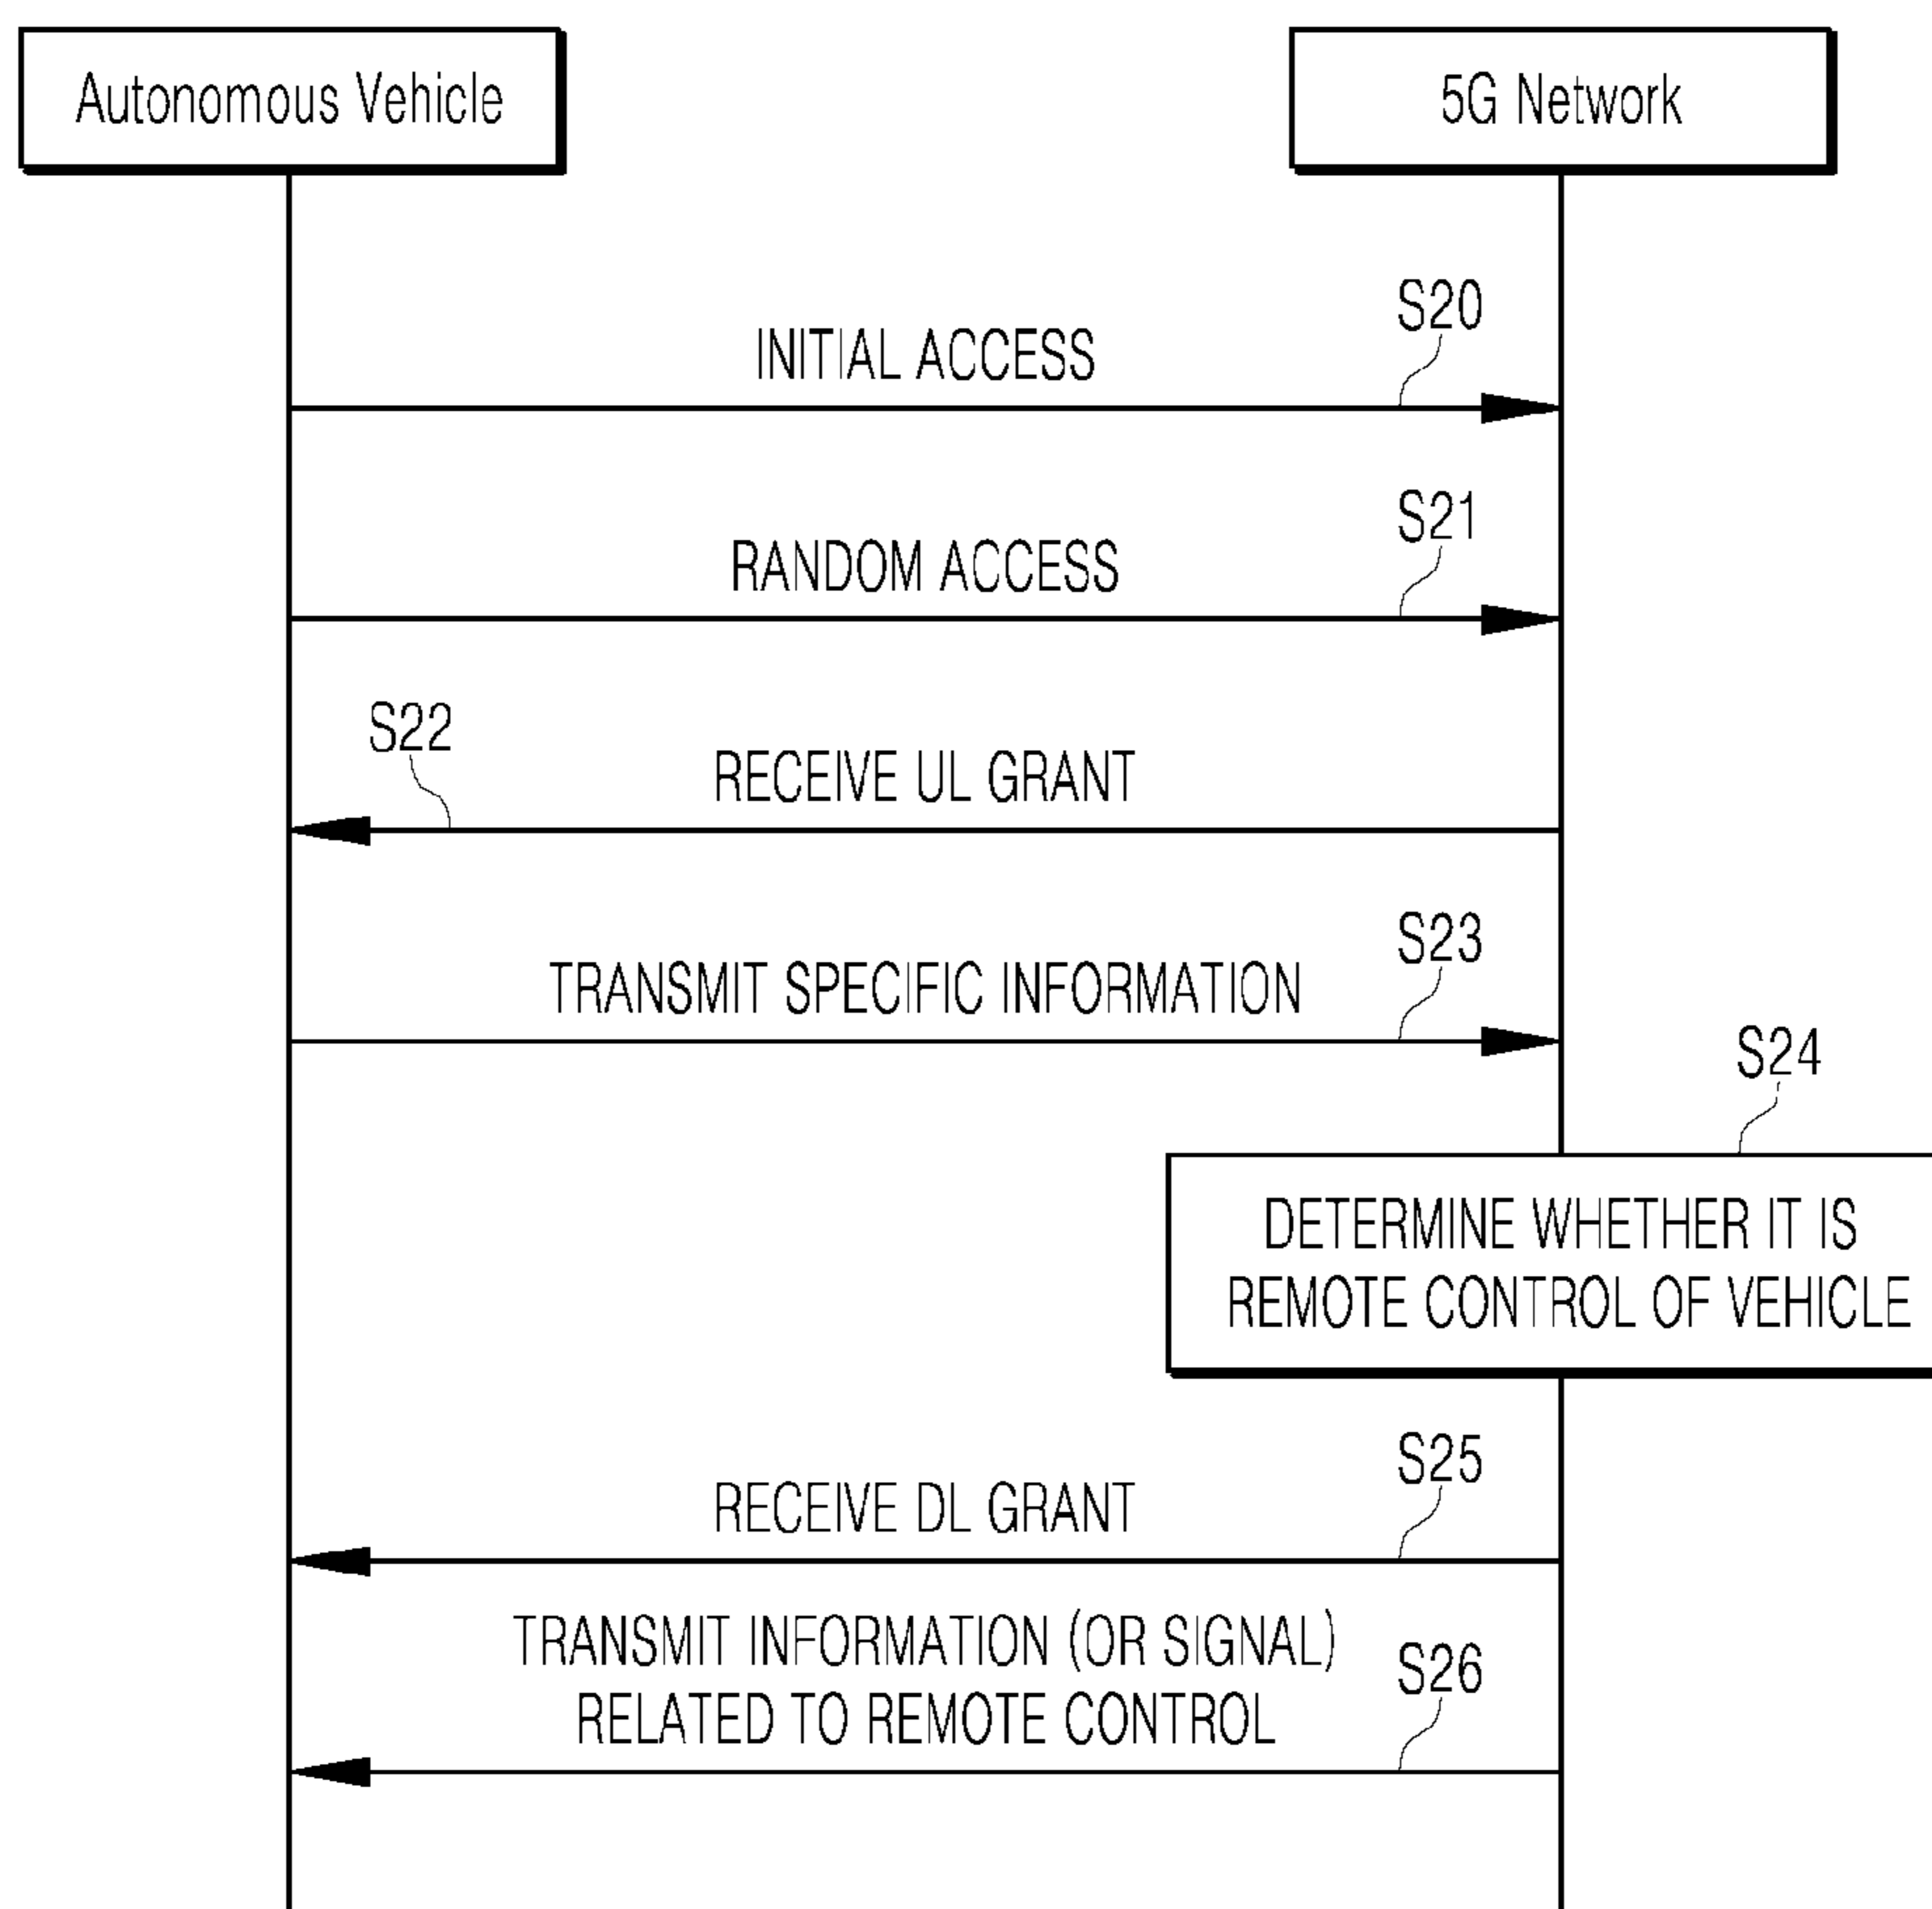 Autonomous Vehicle
5G Network
S20
INITIAL ACCESS
S21
RANDOM ACCESS
S22
RECEIVE UL GRANT
S23
TRANSMIT SPECIFIC INFORMATION
S24
DETERMINE WHETHER IT IS
REMOTE CONTROL OF VEHICLE
S25
RECEIVE DL GRANT
TRANSMIT INFORMATION (OR SIGNAL)
RELATED TO REMOTE CONTROL
S26